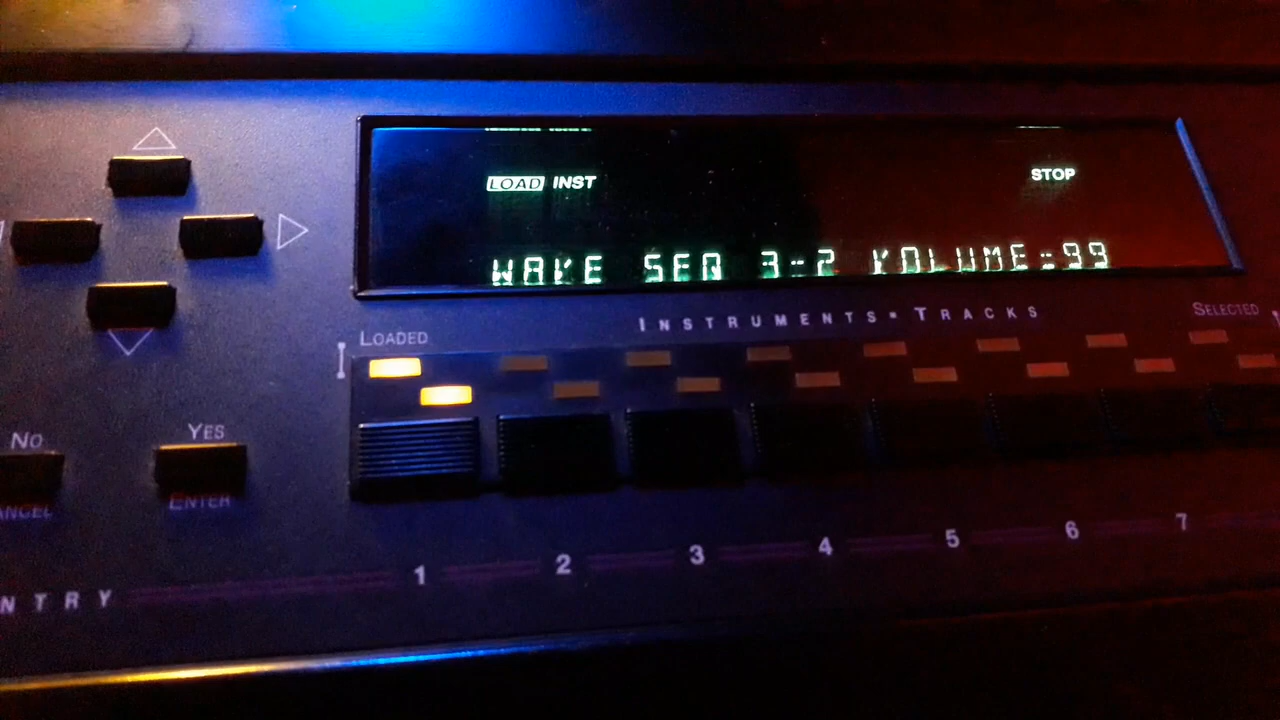 LOAD INST STOP
WAVE SEQ 3-2 VOLUME=99
INSTRUMENTS•TRACKS
LOADED
SELECTED
NO
YES
ENTER
1 2 3 4 5 6 7